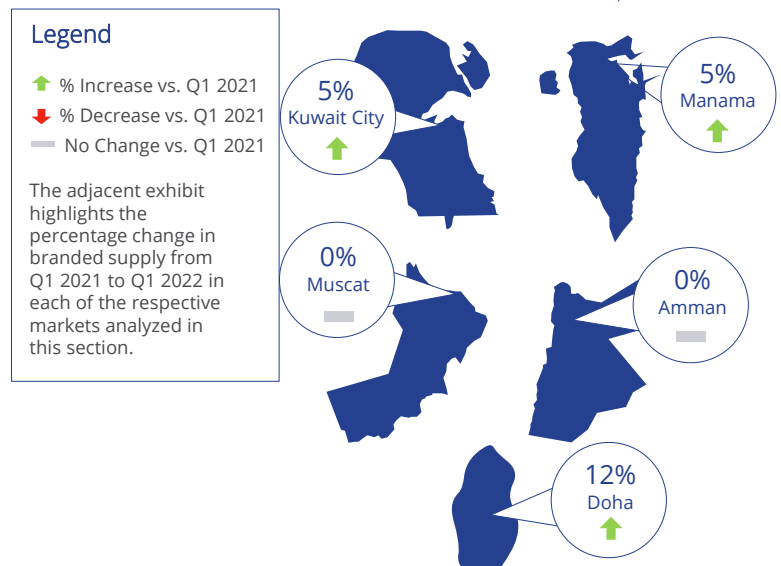 Legend
% Increase vs. Q1 2021
% Decrease vs. Q1 2021
No Change vs. Q1 2021
The adjacent exhibit
highlights the
percentage change in
branded supply from
Q1 2021 to Q1 2022 in
each of the respective
markets analyzed in
this section.
5%
Kuwait City
5%
Manama
0%
Muscat
0%
Amman
12%
Doha